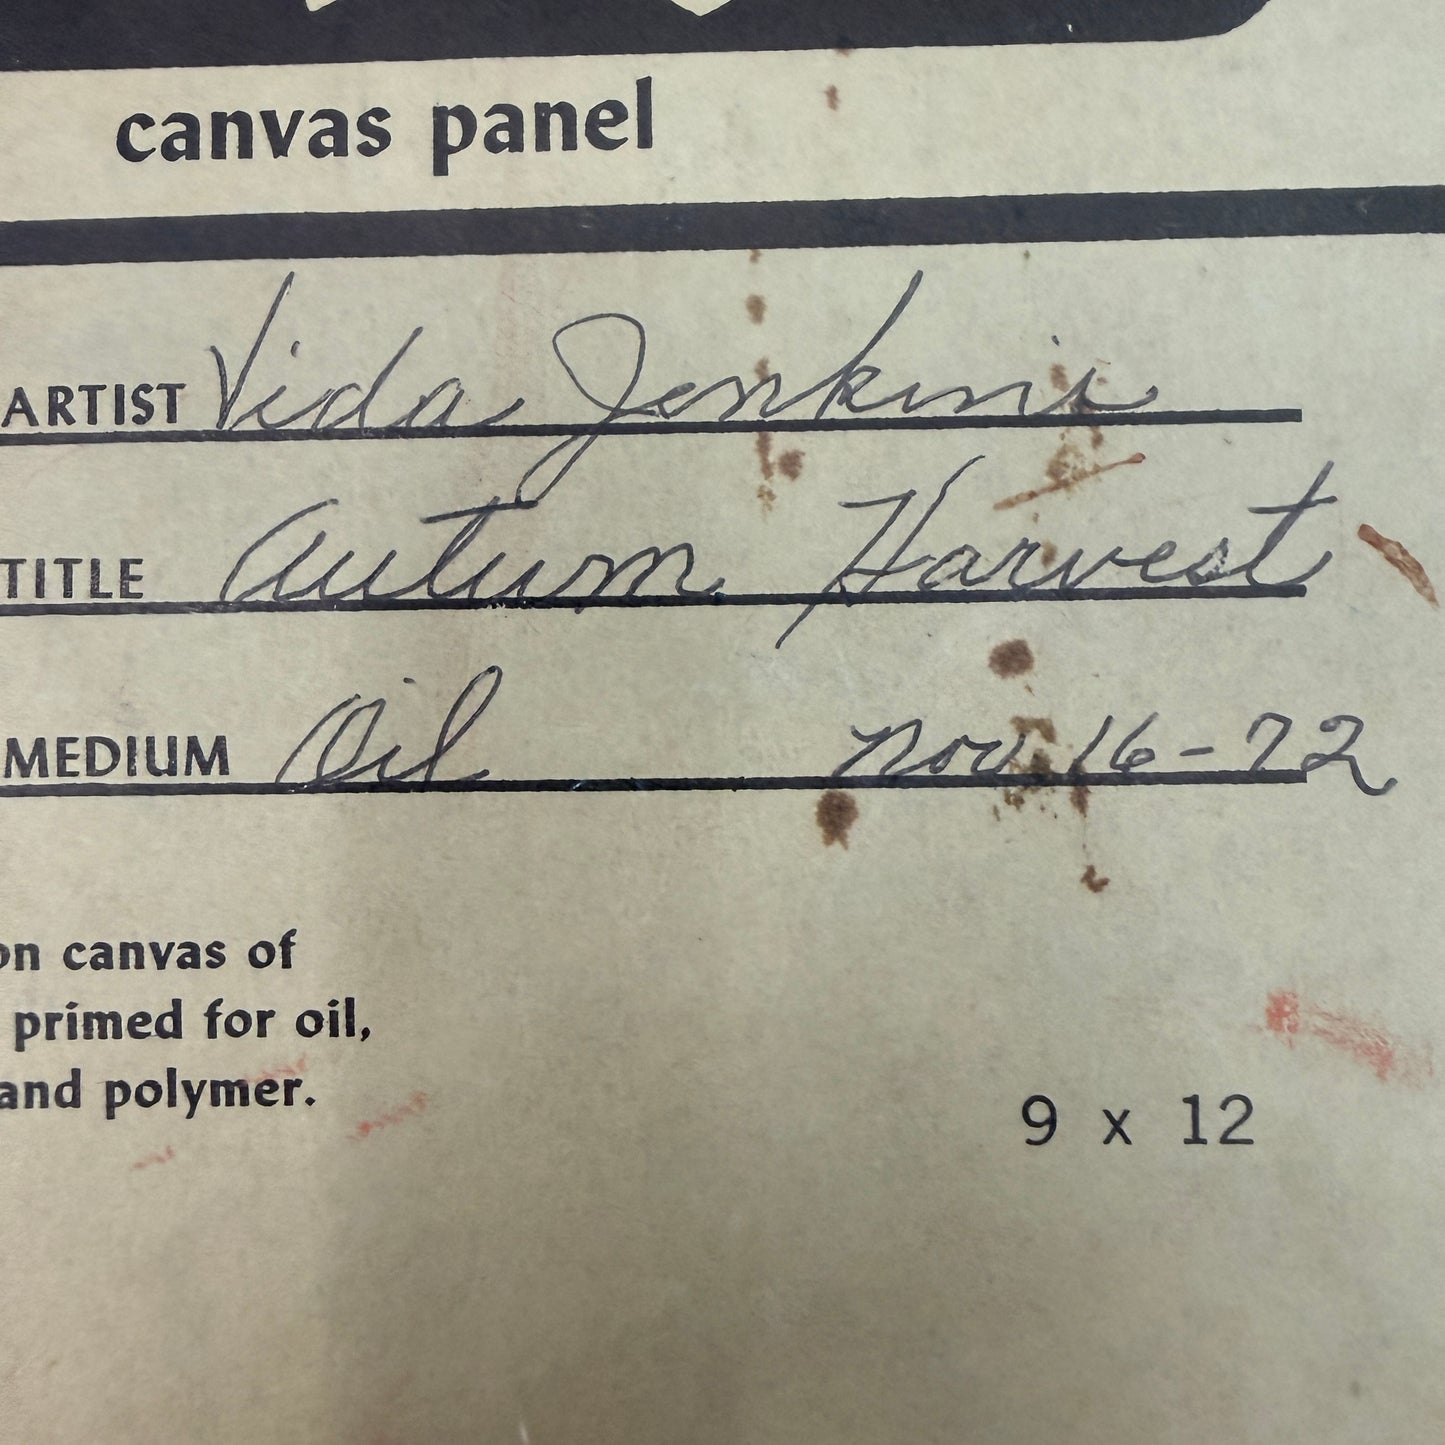 canvas panel
ARTIST Vida Jenkins
TITLE Autum Harvest
MEDIUM Oil Nov 16-72
on canvas of
primed for oil,
and polymer.
9 x 12